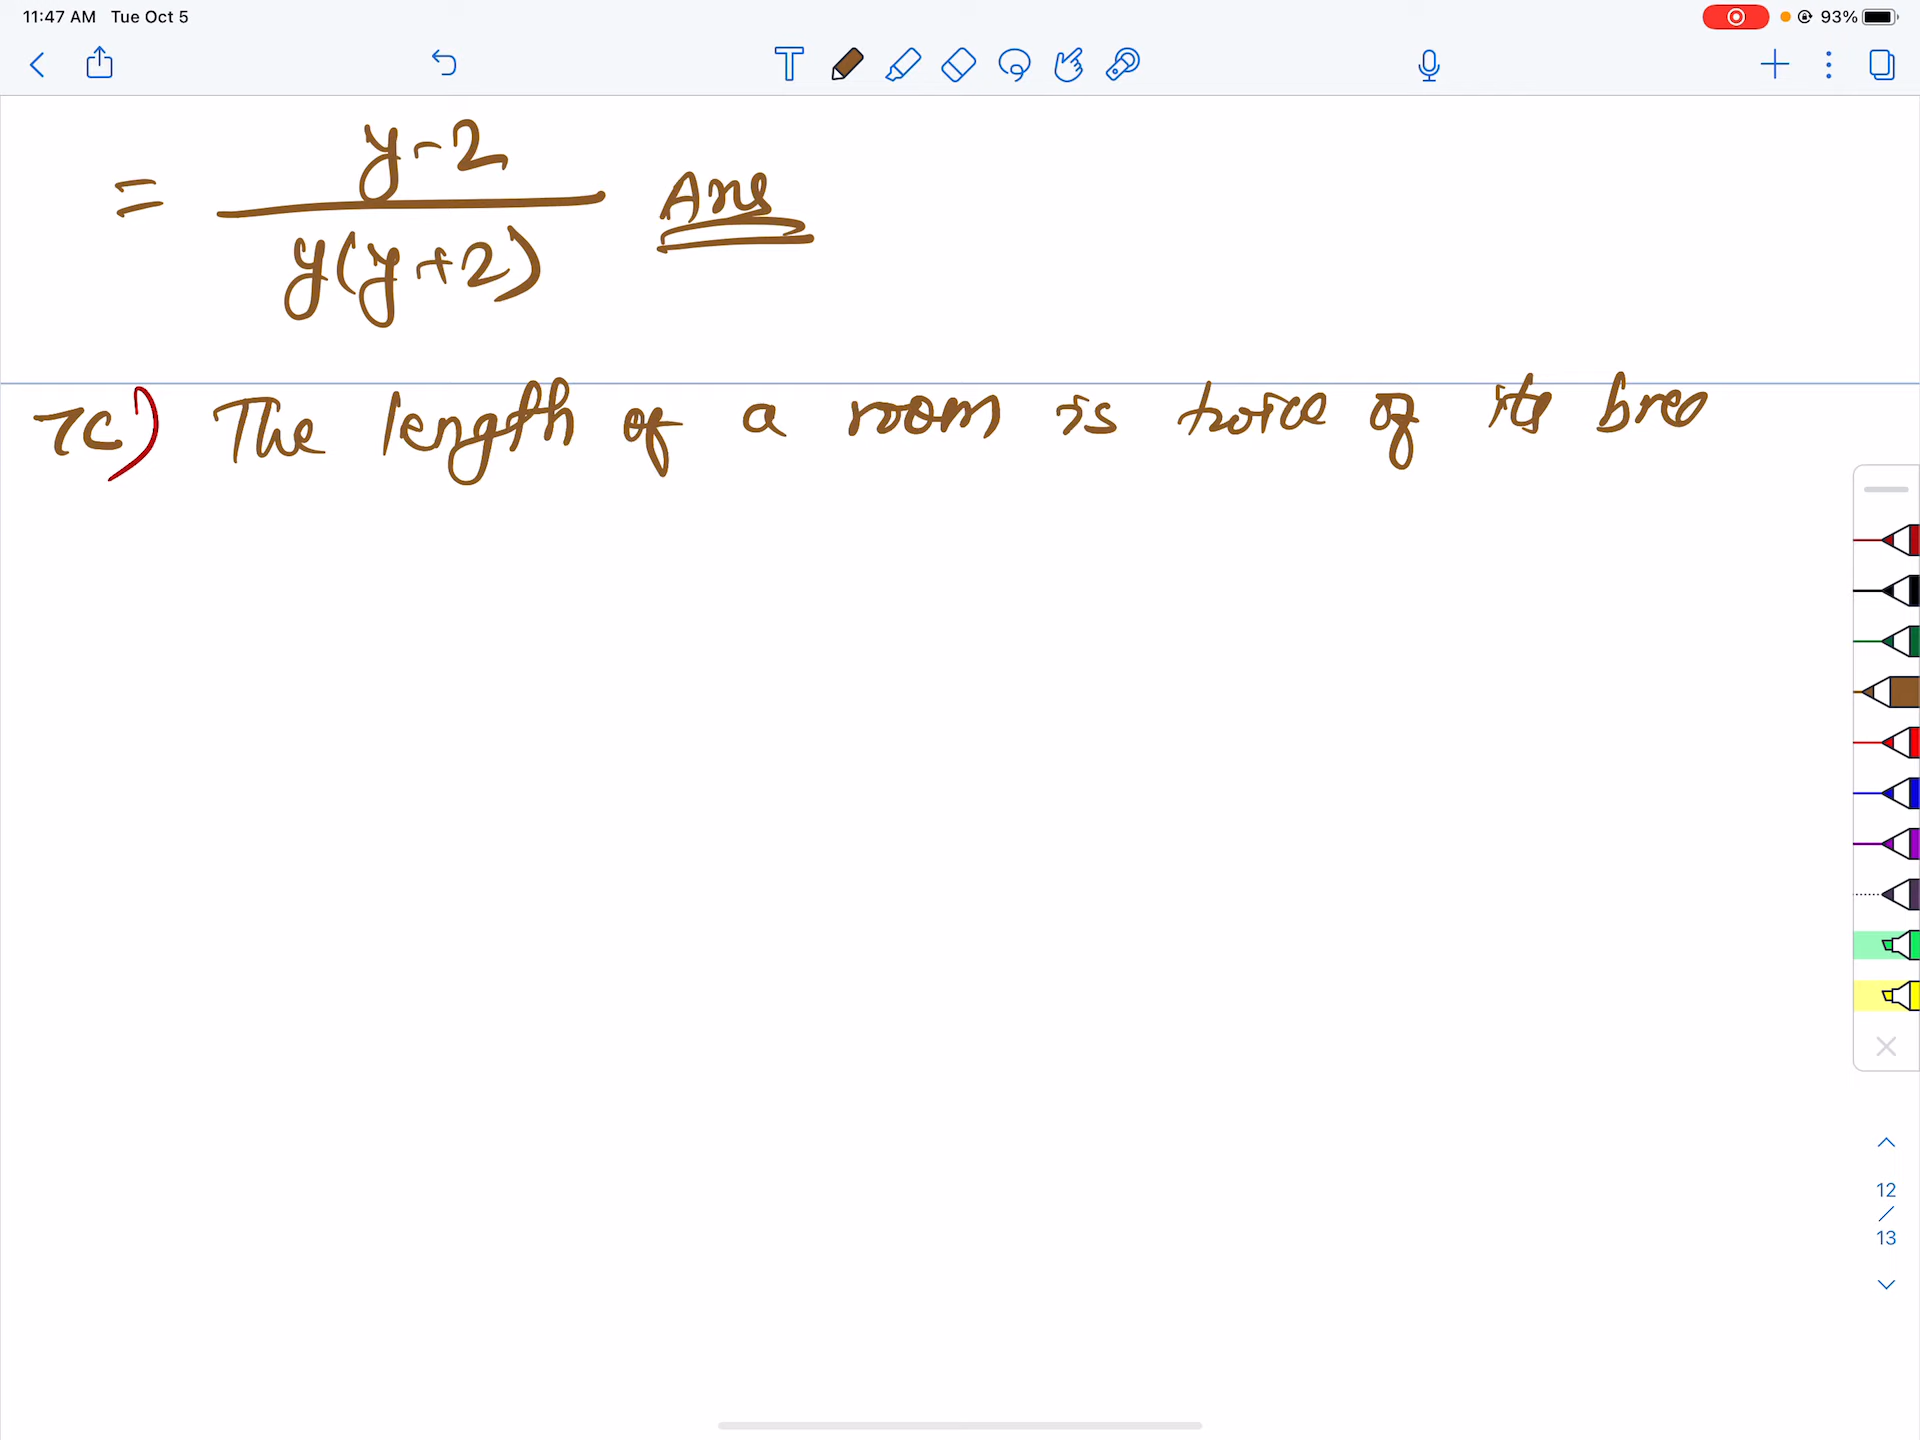 11:47 AM Tue Oct 5 93%
= y-2 / y(y+2) Ans
7c) The length of a room is twice of its brea
12
/
13